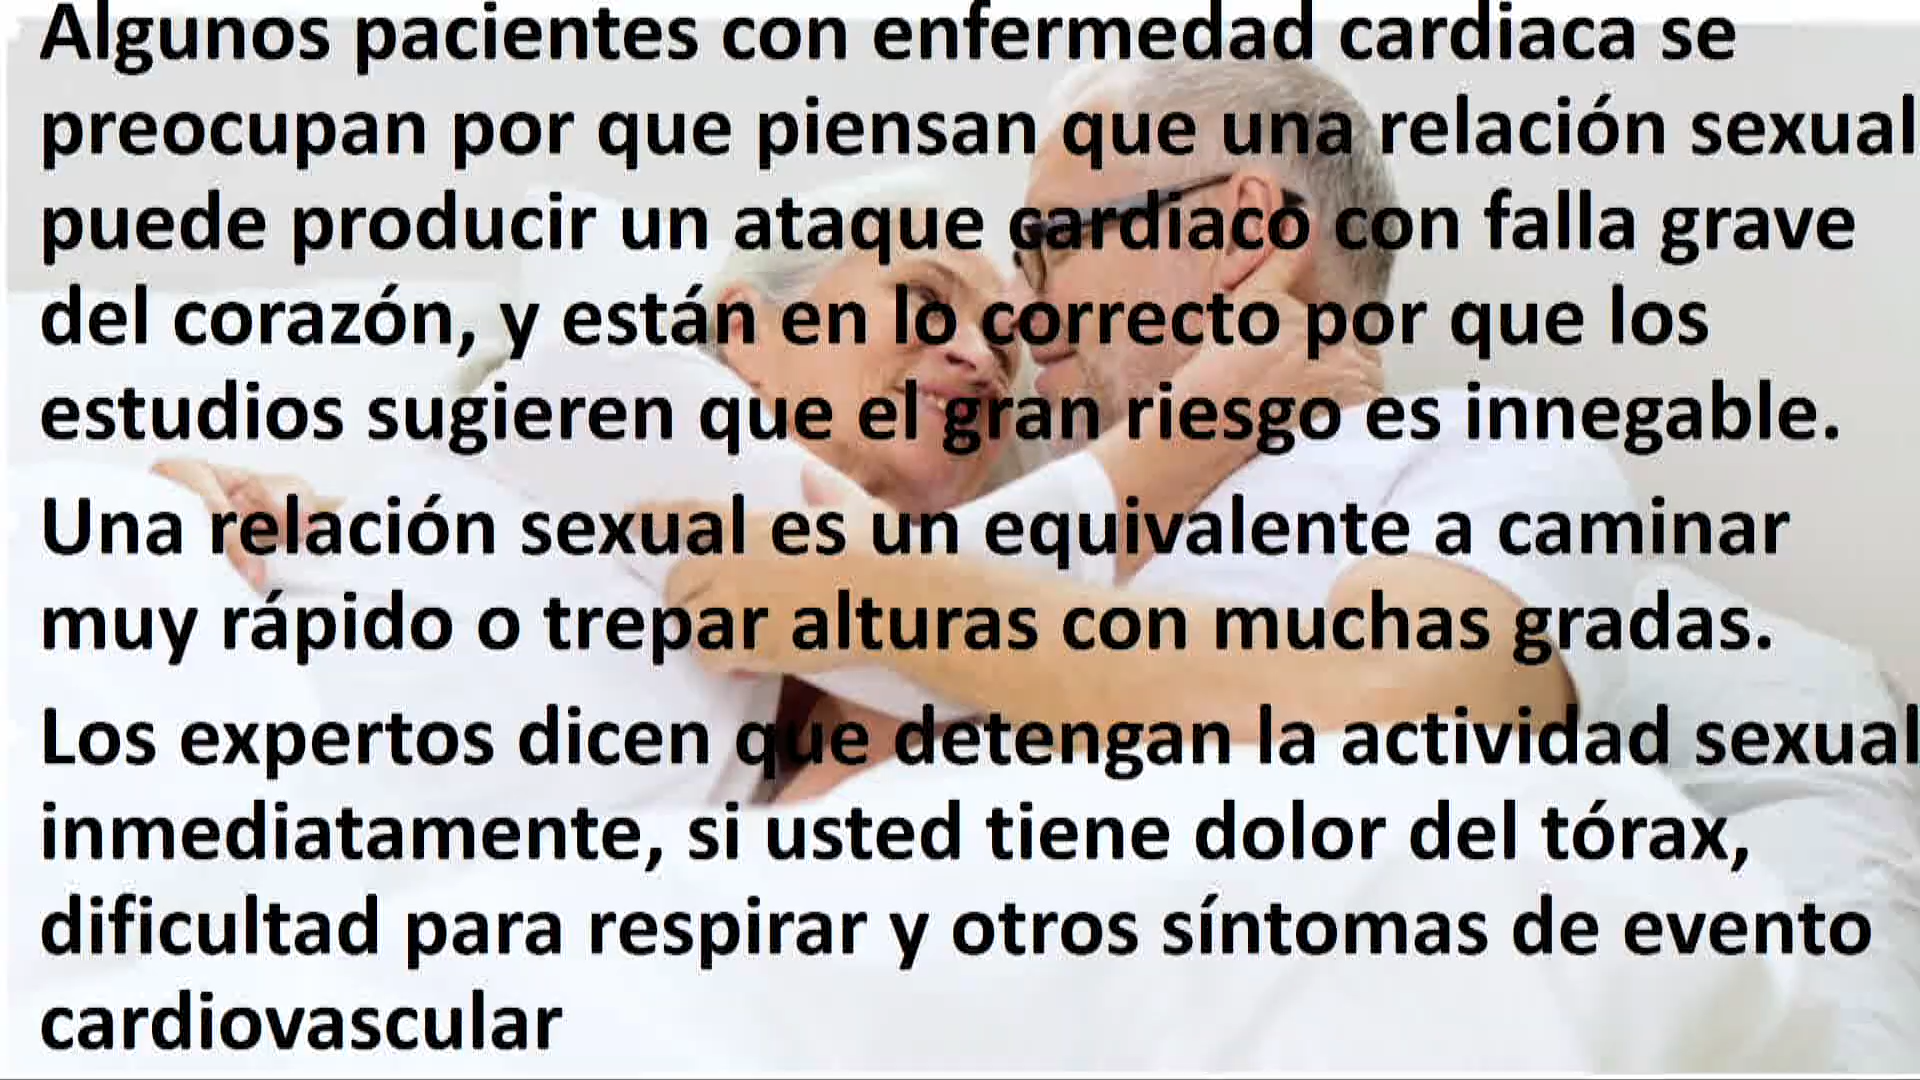 Algunos pacientes con enfermedad cardiaca se
preocupan por que piensan que una relación sexual
puede producir un ataque cardiaco con falla grave
del corazón, y están en lo correcto por que los
estudios sugieren que el gran riesgo es innegable.
Una relación sexual es un equivalente a caminar
muy rápido o trepar alturas con muchas gradas.
Los expertos dicen que detengan la actividad sexual
inmediatamente, si usted tiene dolor del tórax,
dificultad para respirar y otros síntomas de evento
cardiovascular